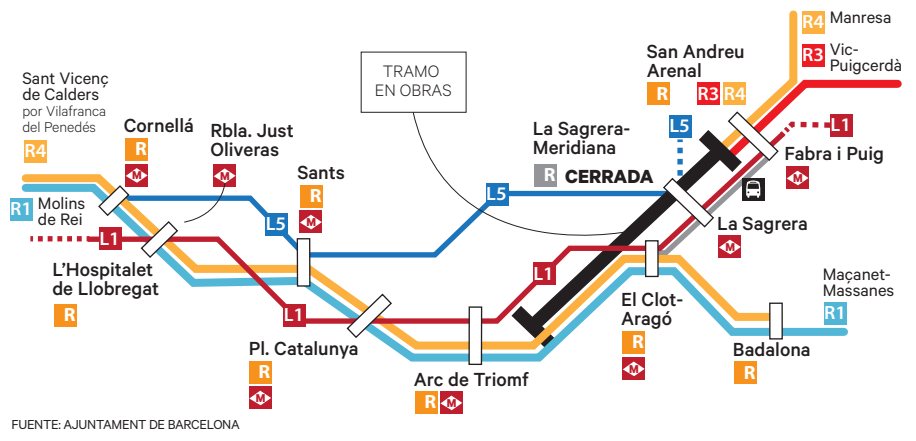 R4 Manresa
R3 Vic-
Puigcerdà
San Andreu
Arenal
R R3 R4
TRAMO
EN OBRAS
Sant Vicenç
de Calders
por Vilafranca
del Penedés
R4
Cornellá
R
M
Rbla. Just
Oliveras
M
Sants
R
M
La Sagrera-
Meridiana
R CERRADA
L5
L1
Fabra i Puig
M
L5
L5
La Sagrera
M
R1 Molins
de Rei
L1
L'Hospitalet
de Llobregat
R
L1
Pl. Catalunya
R
M
L1
Arc de Triomf
R M
El Clot-
Aragó
R
M
Maçanet-
Massanes
R1
Badalona
R
FUENTE: AJUNTAMENT DE BARCELONA